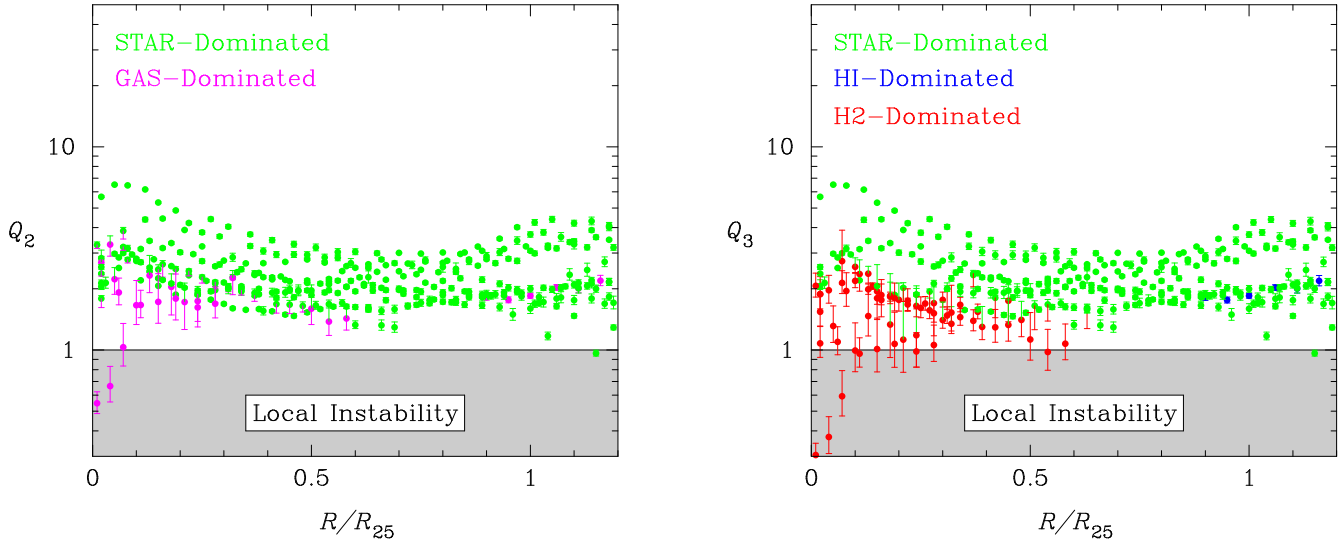 STAR-Dominated
GAS-Dominated
10
Q2
1
Local Instability
0 0.5 1
R/R25
STAR-Dominated
HI-Dominated
H2-Dominated
10
Q3
1
Local Instability
0 0.5 1
R/R25